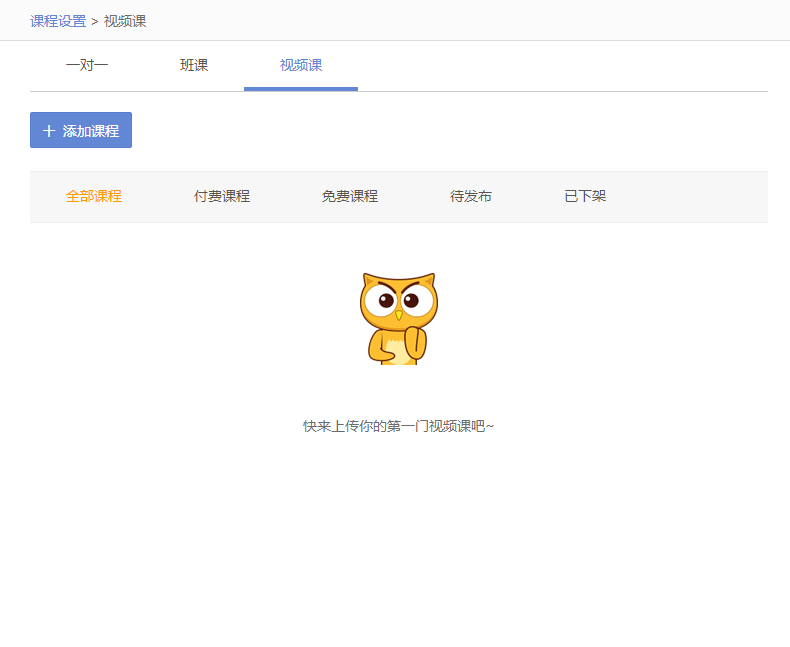 课程设置 > 视频课
一对一 班课 视频课
＋ 添加课程
全部课程 付费课程 免费课程 待发布 已下架
快来上传你的第一门视频课吧~